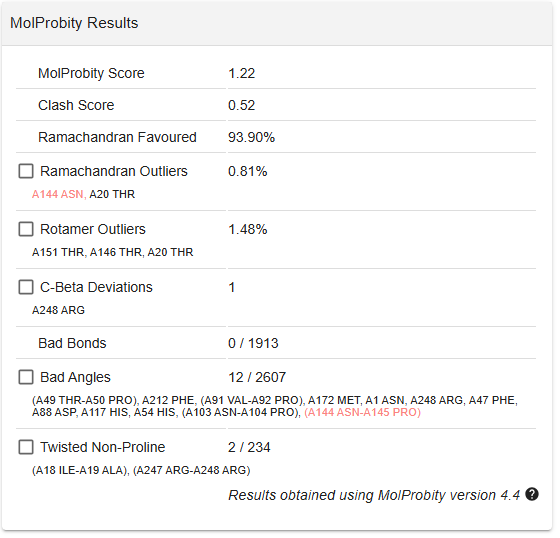 MolProbity Results
MolProbity Score 1.22
Clash Score 0.52
Ramachandran Favoured 93.90%
Ramachandran Outliers 0.81%
A144 ASN, A20 THR
Rotamer Outliers 1.48%
A151 THR, A146 THR, A20 THR
C-Beta Deviations 1
A248 ARG
Bad Bonds 0 / 1913
Bad Angles 12 / 2607
(A49 THR-A50 PRO), A212 PHE, (A91 VAL-A92 PRO), A172 MET, A1 ASN, A248 ARG, A47 PHE,
A88 ASP, A117 HIS, A54 HIS, (A103 ASN-A104 PRO), (A144 ASN-A145 PRO)
Twisted Non-Proline 2 / 234
(A18 ILE-A19 ALA), (A247 ARG-A248 ARG)
Results obtained using MolProbity version 4.4 ?